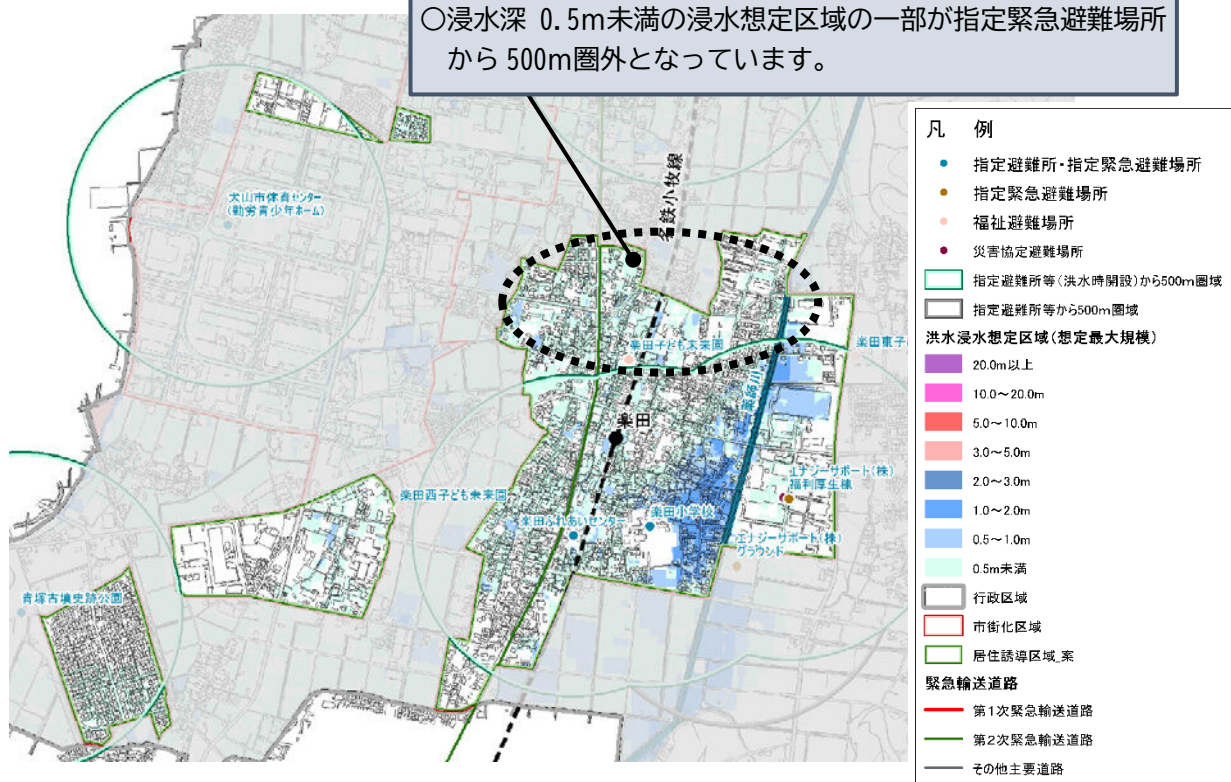 ○浸水深 0.5m未満の浸水想定区域の一部が指定緊急避難場所
から 500m圏外となっています。
名鉄小牧線
犬山市体育センター
(勤労青少年ホーム)
楽田子ども未来園
楽田東子ど
薬師川
楽田
エナジーサポート(株)
福利厚生棟
楽田西子ども未来園
楽田ふれあいセンター
楽田小学校
エナジーサポート(株)
グラウンド
青塚古墳史跡公園
凡 例
指定避難所・指定緊急避難場所
指定緊急避難場所
福祉避難場所
災害協定避難場所
指定避難所等(洪水時開設)から500m圏域
指定避難所等から500m圏域
洪水浸水想定区域(想定最大規模)
20.0m以上
10.0～20.0m
5.0～10.0m
3.0～5.0m
2.0～3.0m
1.0～2.0m
0.5～1.0m
0.5m未満
行政区域
市街化区域
居住誘導区域_案
緊急輸送道路
第1次緊急輸送道路
第2次緊急輸送道路
その他主要道路